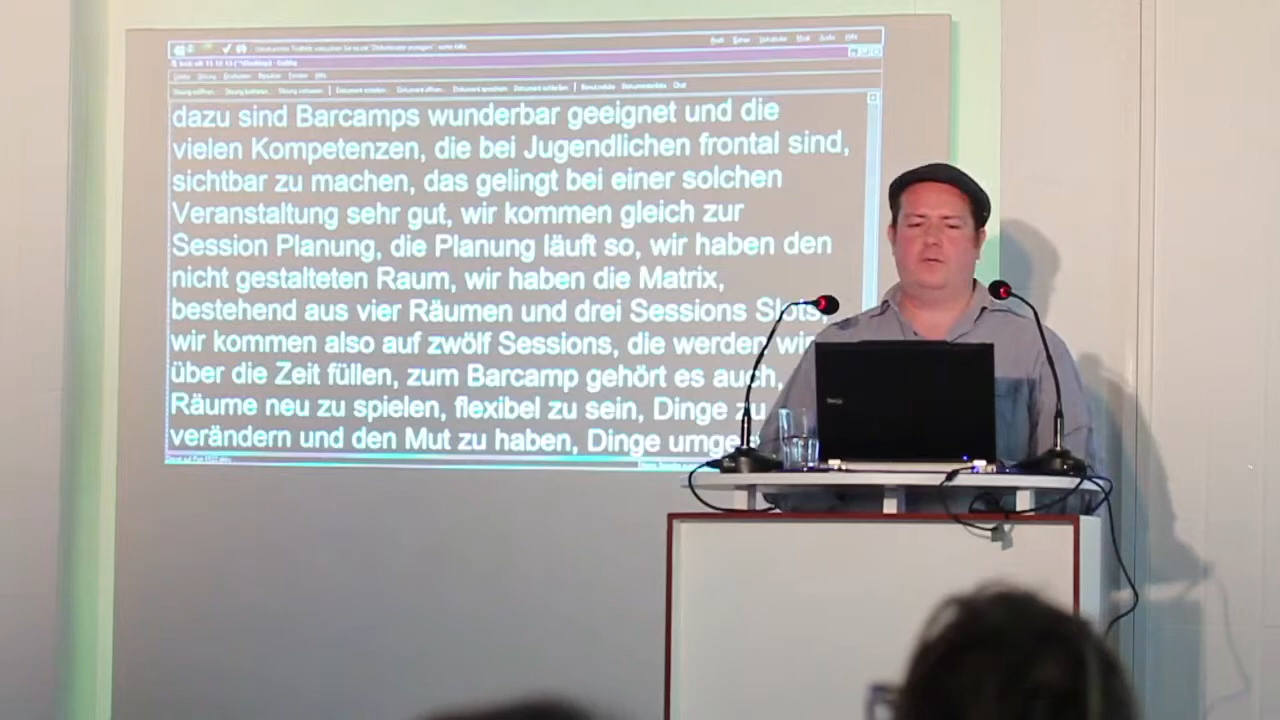 dazu sind Barcamps wunderbar geeignet und die
vielen Kompetenzen, die bei Jugendlichen frontal sind,
sichtbar zu machen, das gelingt bei einer solchen
Veranstaltung sehr gut, wir kommen gleich zur
Session Planung, die Planung läuft so, wir haben den
nicht gestalteten Raum, wir haben die Matrix,
bestehend aus vier Räumen und drei Sessions Slots,
wir kommen also auf zwölf Sessions, die werden wir
über die Zeit füllen, zum Barcamp gehört es auch,
Räume neu zu spielen, flexibel zu sein, Dinge zu
verändern und den Mut zu haben, Dinge